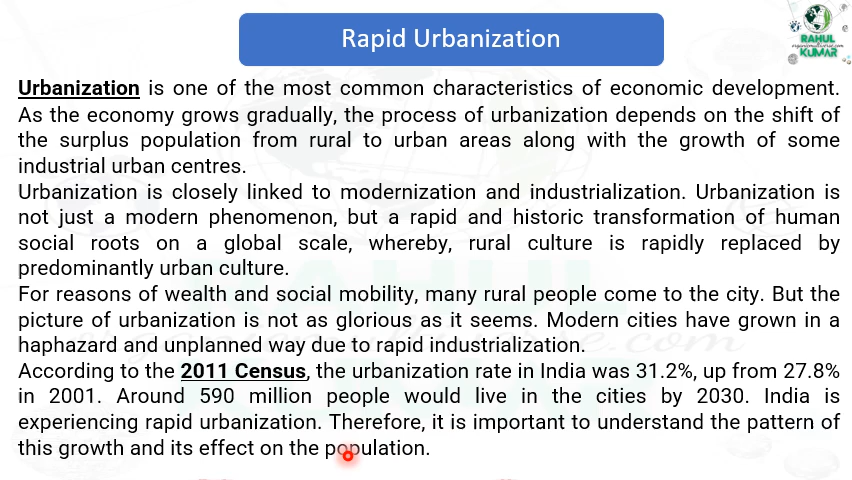 Rapid Urbanization
RAHUL
KUMAR
Urbanization is one of the most common characteristics of economic development.
As the economy grows gradually, the process of urbanization depends on the shift of
the surplus population from rural to urban areas along with the growth of some
industrial urban centres.
Urbanization is closely linked to modernization and industrialization. Urbanization is
not just a modern phenomenon, but a rapid and historic transformation of human
social roots on a global scale, whereby, rural culture is rapidly replaced by
predominantly urban culture.
For reasons of wealth and social mobility, many rural people come to the city. But the
picture of urbanization is not as glorious as it seems. Modern cities have grown in a
haphazard and unplanned way due to rapid industrialization.
According to the 2011 Census, the urbanization rate in India was 31.2%, up from 27.8%
in 2001. Around 590 million people would live in the cities by 2030. India is
experiencing rapid urbanization. Therefore, it is important to understand the pattern of
this growth and its effect on the population.